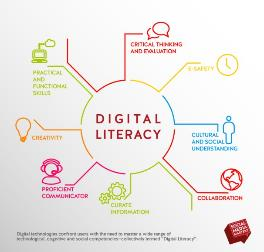 CRITICAL THINKING
AND EVALUATION
E-SAFETY
PRACTICAL
AND
FUNCTIONAL
SKILLS
DIGITAL
LITERACY
CREATIVITY
CULTURAL
AND SOCIAL
UNDERSTANDING
PROFICIENT
COMMUNICATOR
COLLABORATION
CURATE
INFORMATION
Digital technologies confront users with the need to master a wide range of
technological, cognitive and social competencies—collectively termed "Digital Literacy".
SOCIAL
MEDIA